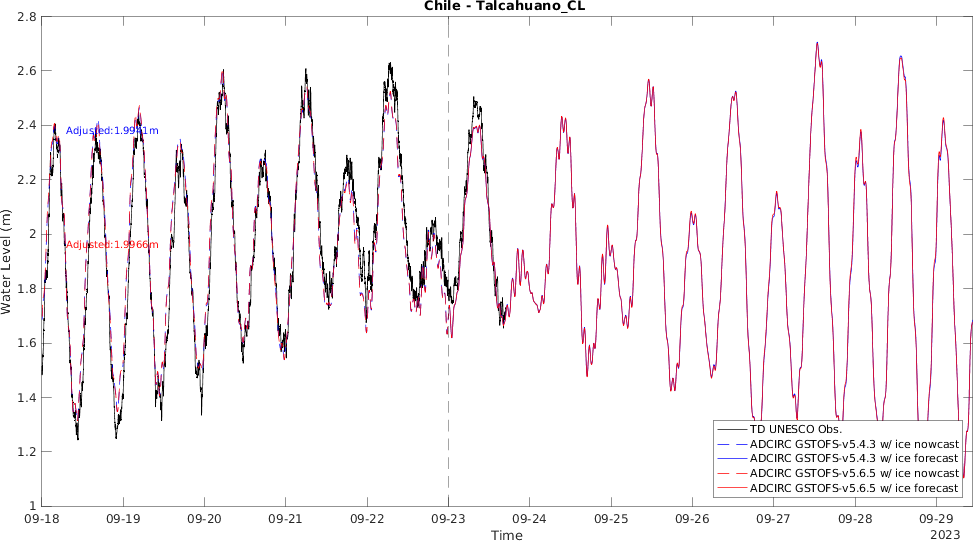 Chile - Talcahuano_CL
2.8
2.6
2.4
2.2
2
1.8
1.6
1.4
1.2
1
Water Level (m)
Adjusted:1.9941m
Adjusted:1.9966m
TD UNESCO Obs.
ADCIRC GSTOFS-v5.4.3 w/ ice nowcast
ADCIRC GSTOFS-v5.4.3 w/ ice forecast
ADCIRC GSTOFS-v5.6.5 w/ ice nowcast
ADCIRC GSTOFS-v5.6.5 w/ ice forecast
09-18 09-19 09-20 09-21 09-22 09-23 09-24 09-25 09-26 09-27 09-28 09-29
2023
Time